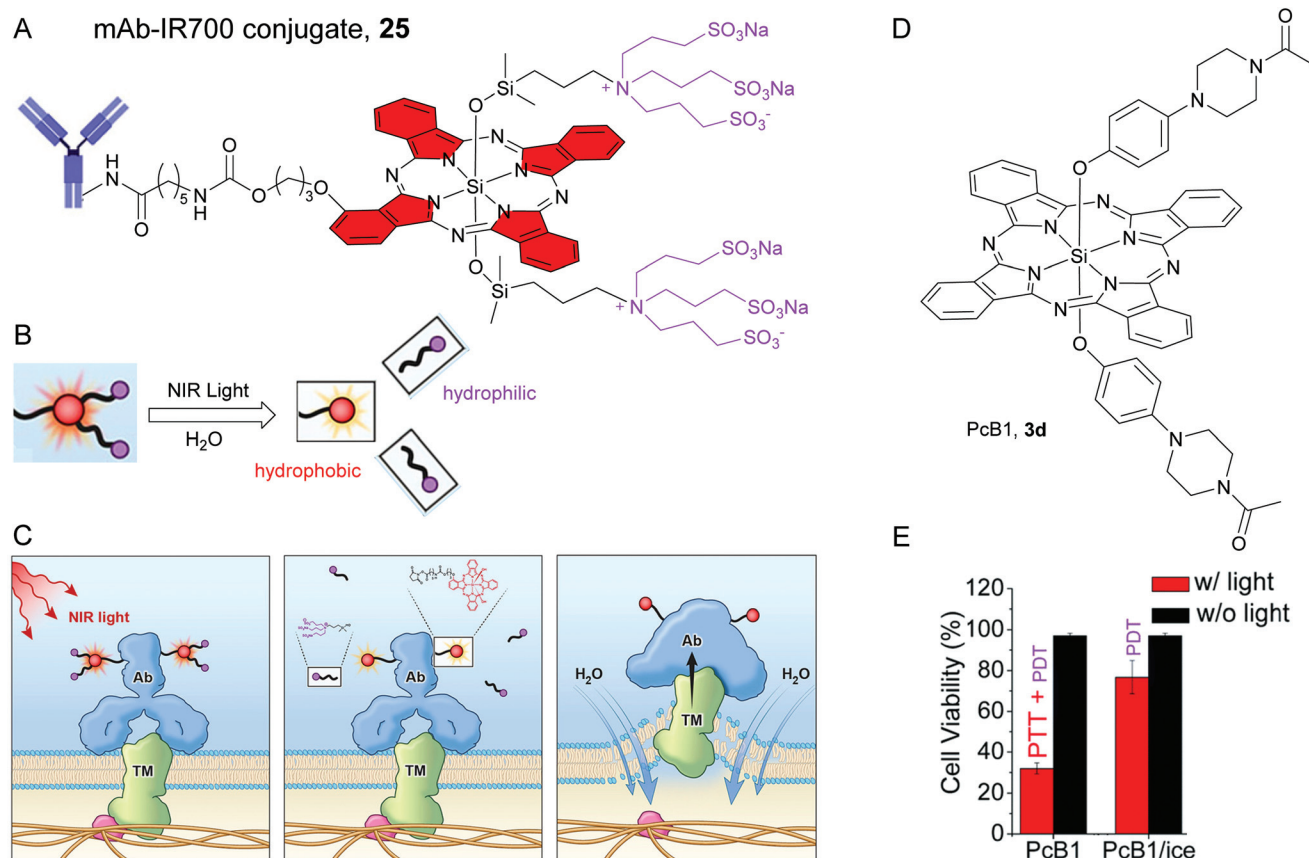 A
mAb-IR700 conjugate, 25
SO3Na
SO3Na
SO3⁻
N
+
Si
O
N
N
N
N
N
N
N
N
Si
H
N
O
5
N
H
O
O
3
O
O
Si
N
+
SO3Na
SO3Na
SO3⁻
B
NIR Light
H2O
hydrophobic
hydrophilic
C
NIR light
Ab
TM
Ab
TM
H2O
Ab
TM
H2O
D
O
N
N
O
N
N
N
N
Si
N
N
N
N
O
PcB1, 3d
N
N
O
E
w/ light
w/o light
Cell Viability (%)
120
100
80
60
40
20
0
PTT + PDT
PDT
PcB1
PcB1/ice